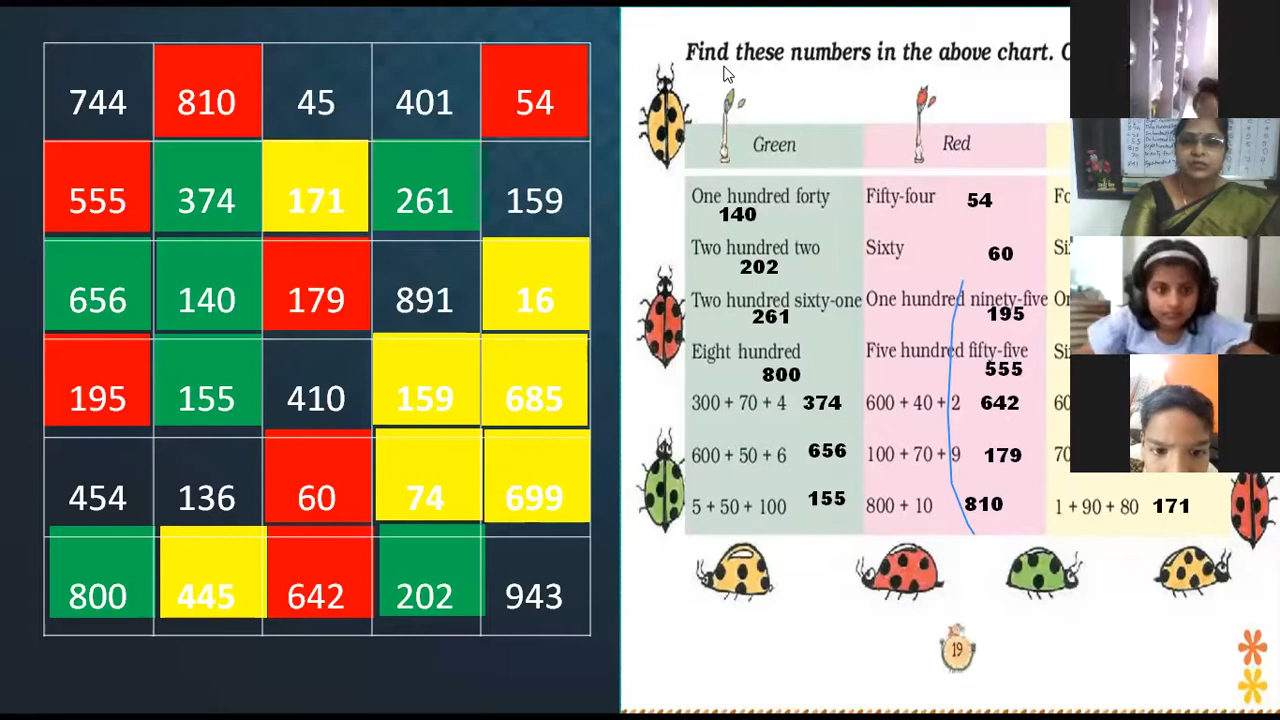 744 810 45 401 54
555 374 171 261 159
656 140 179 891 16
195 155 410 159 685
454 136 60 74 699
800 445 642 202 943
Find these numbers in the above chart.
Green Red
One hundred forty Fifty-four 54
140
Two hundred two Sixty 60
202
Two hundred sixty-one One hundred ninety-five
261 195
Eight hundred Five hundred fifty-five
800 555
300 + 70 + 4 374 600 + 40 + 2 642
600 + 50 + 6 656 100 + 70 + 9 179
5 + 50 + 100 155 800 + 10 810 1 + 90 + 80 171
19